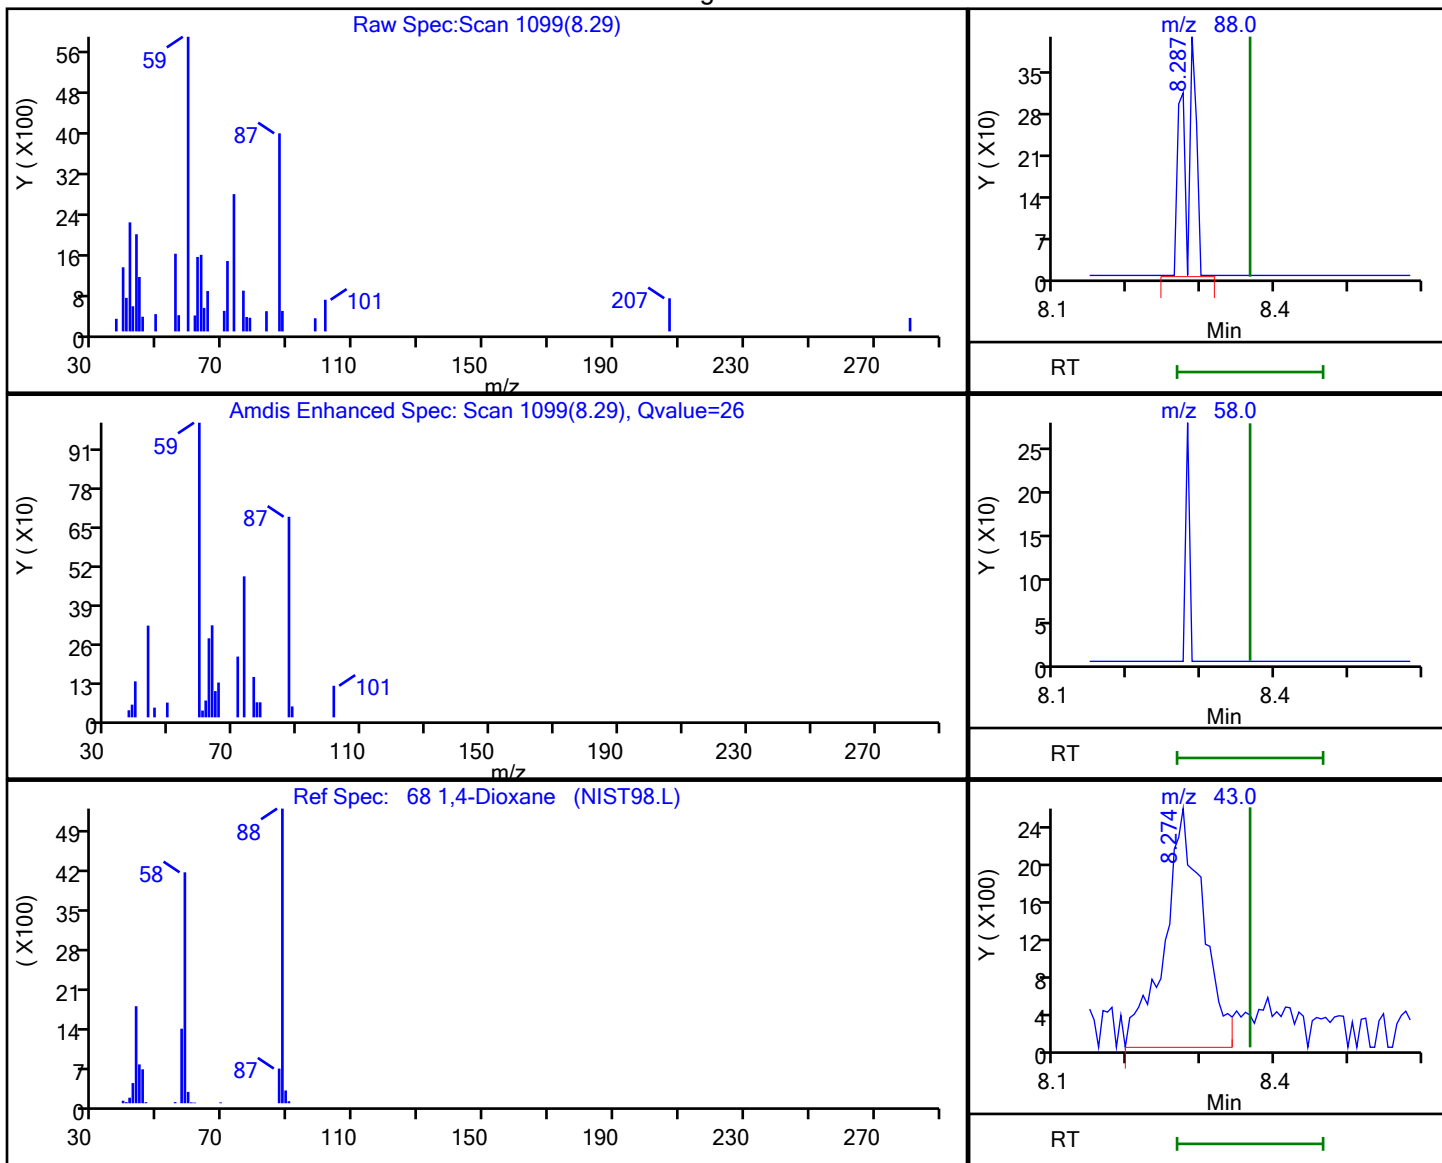 Raw Spec:Scan 1099(8.29)
Y ( X100)
56
48
40
32
24
16
8
0
59
87
101
207
30 70 110 150 190 230 270
m/z
m/z 88.0
Y ( X10)
35
28
21
14
7
0
8.287
8.1 8.4
Min
RT
Amdis Enhanced Spec: Scan 1099(8.29), Qvalue=26
Y ( X10)
91
78
65
52
39
26
13
0
59
87
101
30 70 110 150 190 230 270
m/z
m/z 58.0
Y ( X10)
25
20
15
10
5
0
8.1 8.4
Min
RT
Ref Spec: 68 1,4-Dioxane (NIST98.L)
( X100)
49
42
35
28
21
14
7
0
88
58
87
30 70 110 150 190 230 270
m/z 43.0
Y ( X100)
24
20
16
12
8
4
0
8.274
8.1 8.4
Min
RT